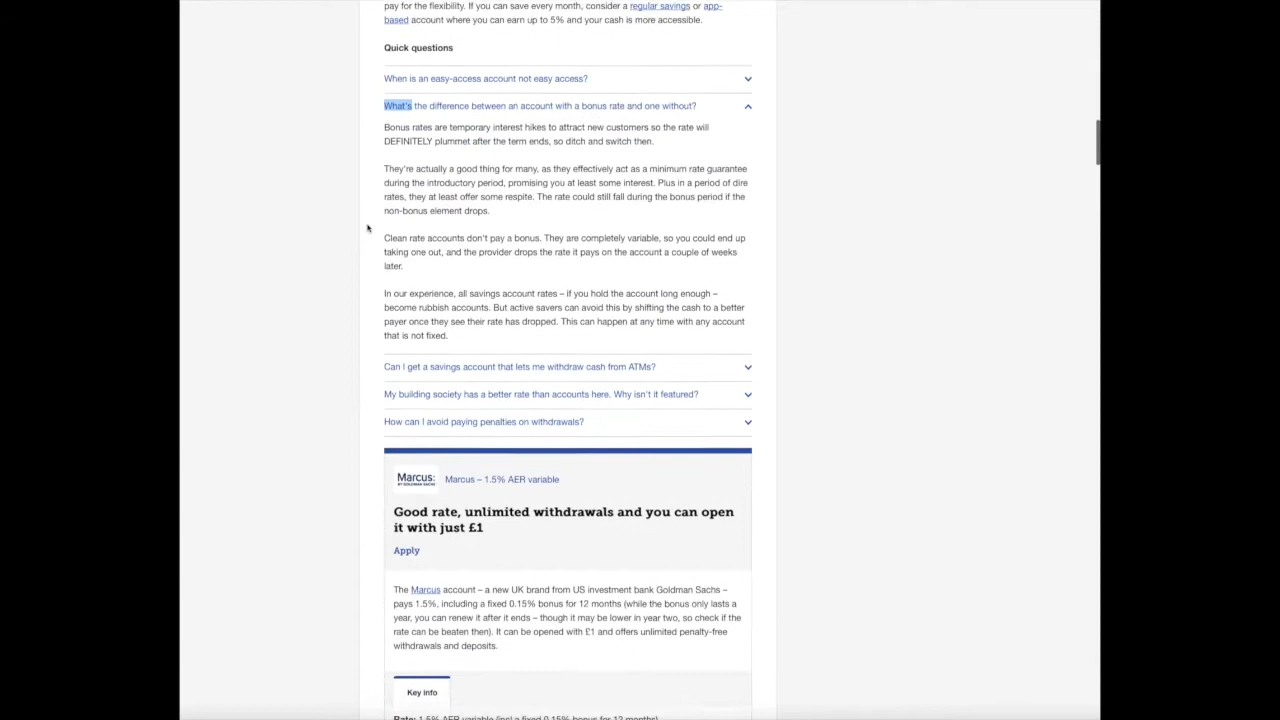 pay for the flexibility. If you can save every month, consider a regular savings or app-
based account where you can earn up to 5% and your cash is more accessible.
Quick questions
When is an easy-access account not easy access?
What's the difference between an account with a bonus rate and one without?
Bonus rates are temporary interest hikes to attract new customers so the rate will
DEFINITELY plummet after the term ends, so ditch and switch then.
They're actually a good thing for many, as they effectively act as a minimum rate guarantee
during the introductory period, promising you at least some interest. Plus in a period of dire
rates, they at least offer some respite. The rate could still fall during the bonus period if the
non-bonus element drops.
Clean rate accounts don't pay a bonus. They are completely variable, so you could end up
taking one out, and the provider drops the rate it pays on the account a couple of weeks
later.
In our experience, all savings account rates – if you hold the account long enough –
become rubbish accounts. But active savers can avoid this by shifting the cash to a better
payer once they see their rate has dropped. This can happen at any time with any account
that is not fixed.
Can I get a savings account that lets me withdraw cash from ATMs?
My building society has a better rate than accounts here. Why isn't it featured?
How can I avoid paying penalties on withdrawals?
Marcus:
BY GOLDMAN SACHS
Marcus – 1.5% AER variable
Good rate, unlimited withdrawals and you can open
it with just £1
Apply
The Marcus account – a new UK brand from US investment bank Goldman Sachs –
pays 1.5%, including a fixed 0.15% bonus for 12 months (while the bonus only lasts a
year, you can renew it after it ends – though it may be lower in year two, so check if the
rate can be beaten then). It can be opened with £1 and offers unlimited penalty-free
withdrawals and deposits.
Key info
Rate: 1.5% AER variable (incl a fixed 0.15% bonus for 12 months)